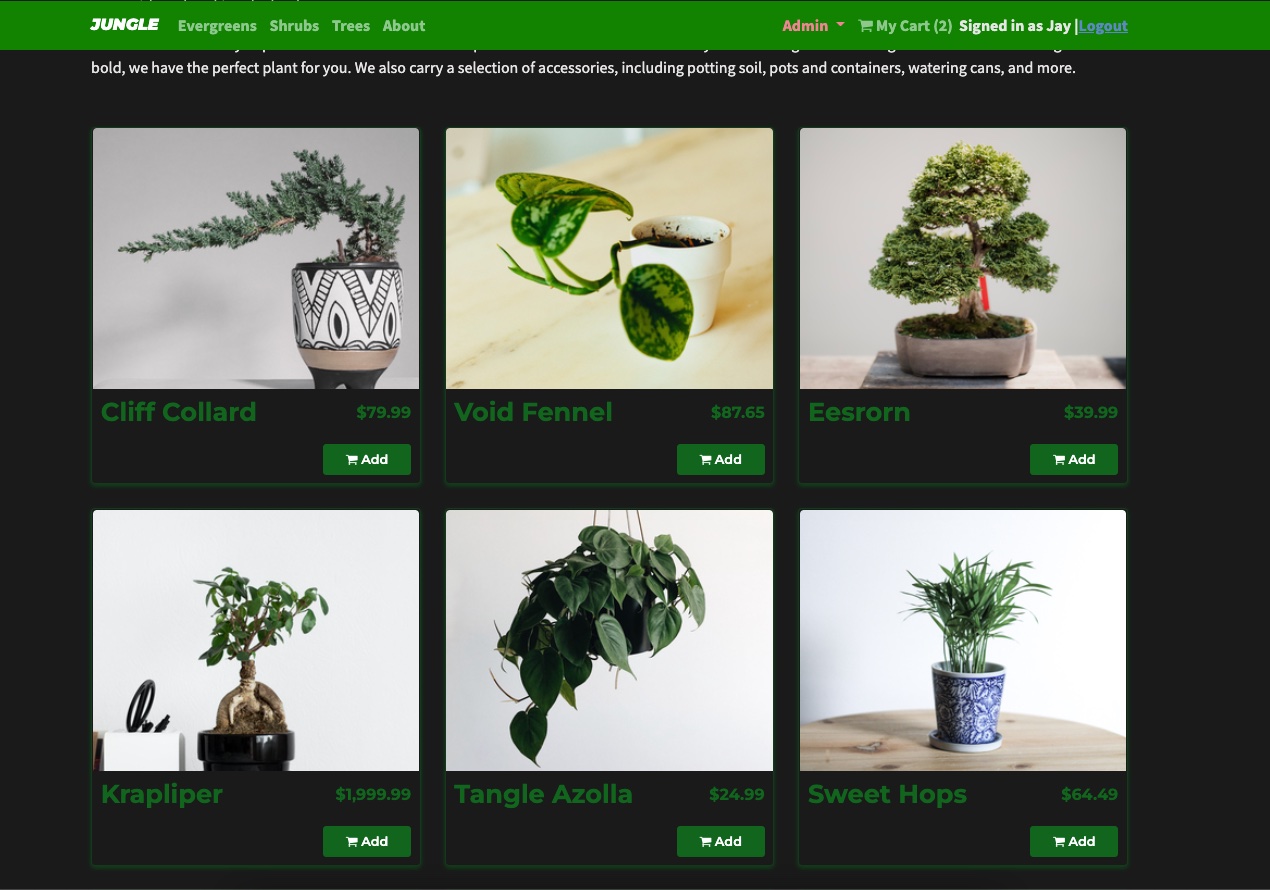 JUNGLE Evergreens Shrubs Trees About Admin My Cart (2) Signed in as Jay |Logout
bold, we have the perfect plant for you. We also carry a selection of accessories, including potting soil, pots and containers, watering cans, and more.
Cliff Collard $79.99
Add
Void Fennel $87.65
Add
Eesrorn $39.99
Add
Krapliper $1,999.99
Add
Tangle Azolla $24.99
Add
Sweet Hops $64.49
Add